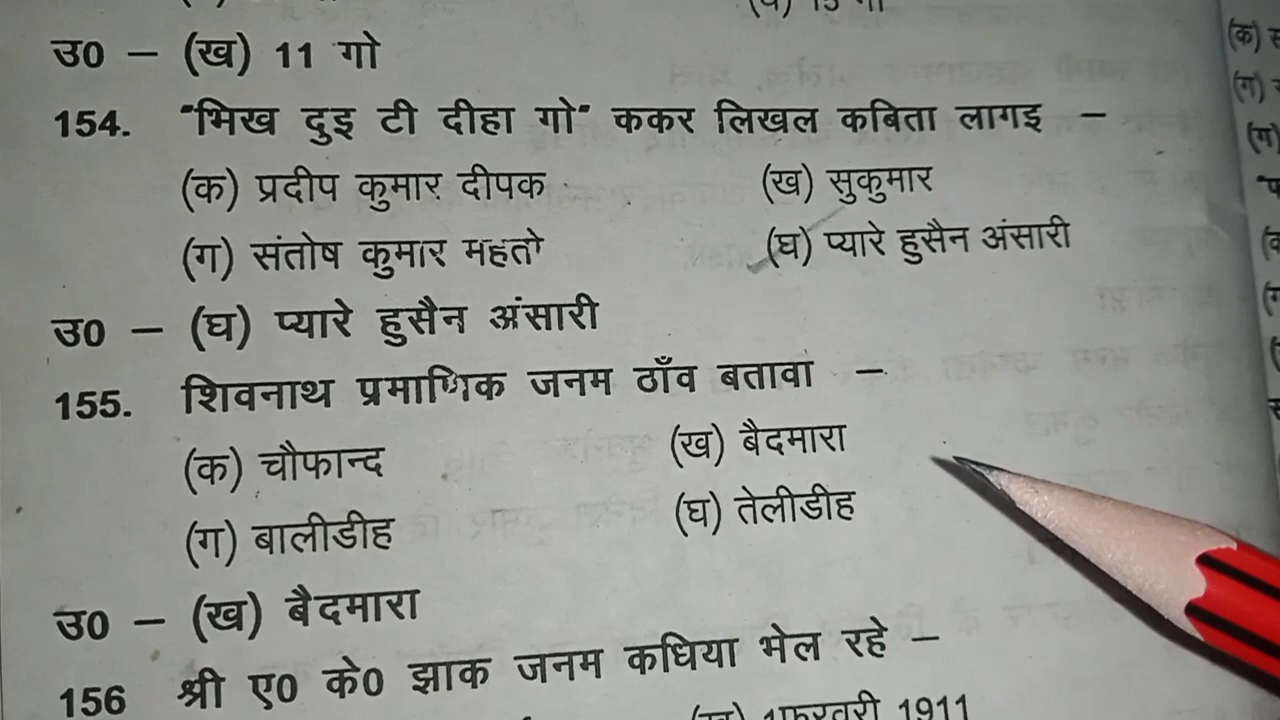 उ0 – (ख) 11 गो
154. "भिख दुइ टी दीहा गो" ककर लिखल कबिता लागइ –
(क) प्रदीप कुमार दीपक (ख) सुकुमार
(ग) संतोष कुमार महतो (घ) प्यारे हुसैन अंसारी
उ0 – (घ) प्यारे हुसैन अंसारी
155. शिवनाथ प्रमाणिक जनम ठाँव बतावा –
(क) चौफान्द (ख) बैदमारा
(ग) बालीडीह (घ) तेलीडीह
उ0 – (ख) बैदमारा
156 श्री ए0 के0 झाक जनम कधिया भेल रहे –
(ख) 1फरवरी 1911